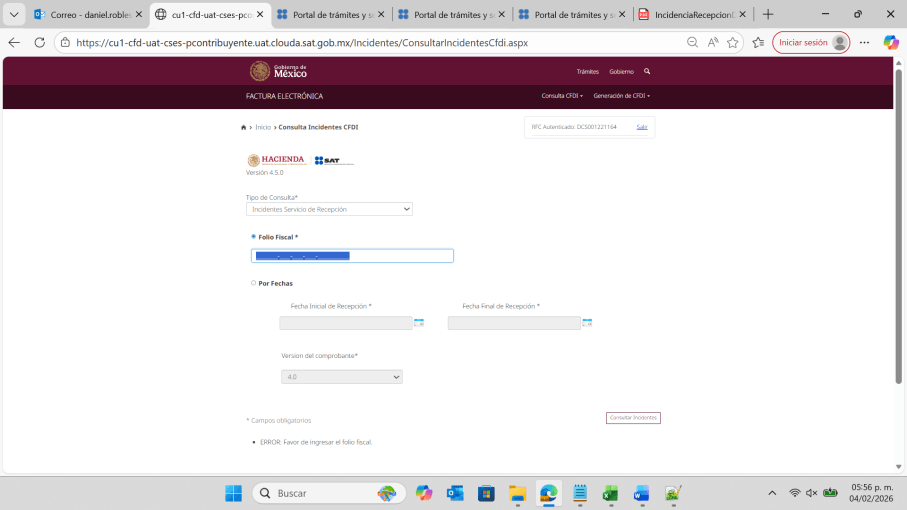 Correo - daniel.robles
cu1-cfd-uat-cses-pco
Portal de trámites y se
Portal de trámites y se
Portal de trámites y se
IncidenciaRecepcion
https://cu1-cfd-uat-cses-pcontribuyente.uat.clouda.sat.gob.mx/Incidentes/ConsultarIncidentesCfdi.aspx
Iniciar sesión
Gobierno de
México
Trámites Gobierno
FACTURA ELECTRÓNICA
Consulta CFDI Generación de CFDI
Inicio › Consulta Incidentes CFDI
RFC Autenticado: DCS001221164 Salir
HACIENDA SAT
Versión 4.5.0
Tipo de Consulta*
Incidentes Servicio de Recepción
Folio Fiscal *
Por Fechas
Fecha Inicial de Recepción * Fecha Final de Recepción *
Version del comprobante*
4.0
* Campos obligatorios
Consultar Incidentes
• ERROR: Favor de ingresar el folio fiscal.
Buscar
05:56 p. m.
04/02/2026